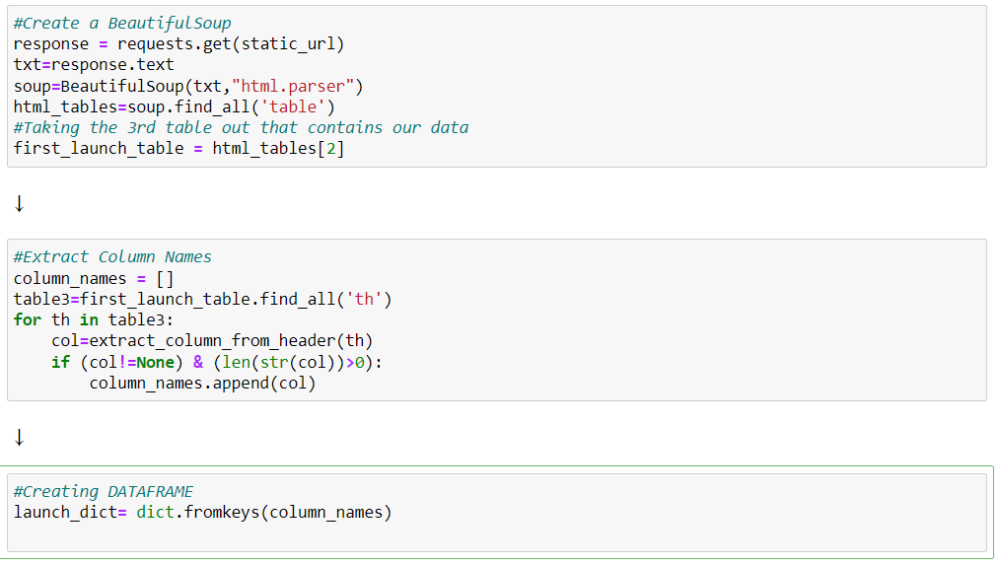 #Create a BeautifulSoup
response = requests.get(static_url)
txt=response.text
soup=BeautifulSoup(txt,"html.parser")
html_tables=soup.find_all('table')
#Taking the 3rd table out that contains our data
first_launch_table = html_tables[2]
↓
#Extract Column Names
column_names = []
table3=first_launch_table.find_all('th')
for th in table3:
    col=extract_column_from_header(th)
    if (col!=None) & (len(str(col))>0):
        column_names.append(col)
↓
#Creating DATAFRAME
launch_dict= dict.fromkeys(column_names)